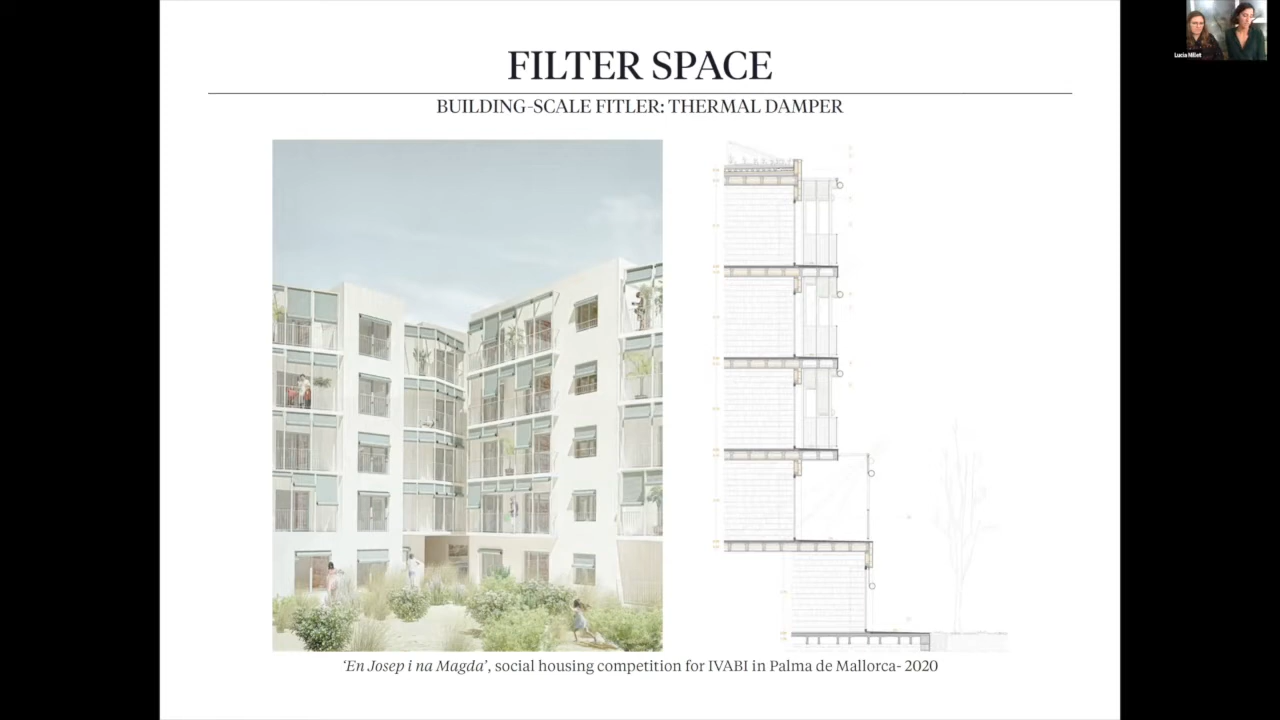 FILTER SPACE
BUILDING-SCALE FITLER: THERMAL DAMPER
'En Josep i na Magda', social housing competition for IVABI in Palma de Mallorca- 2020
Lucia Millet